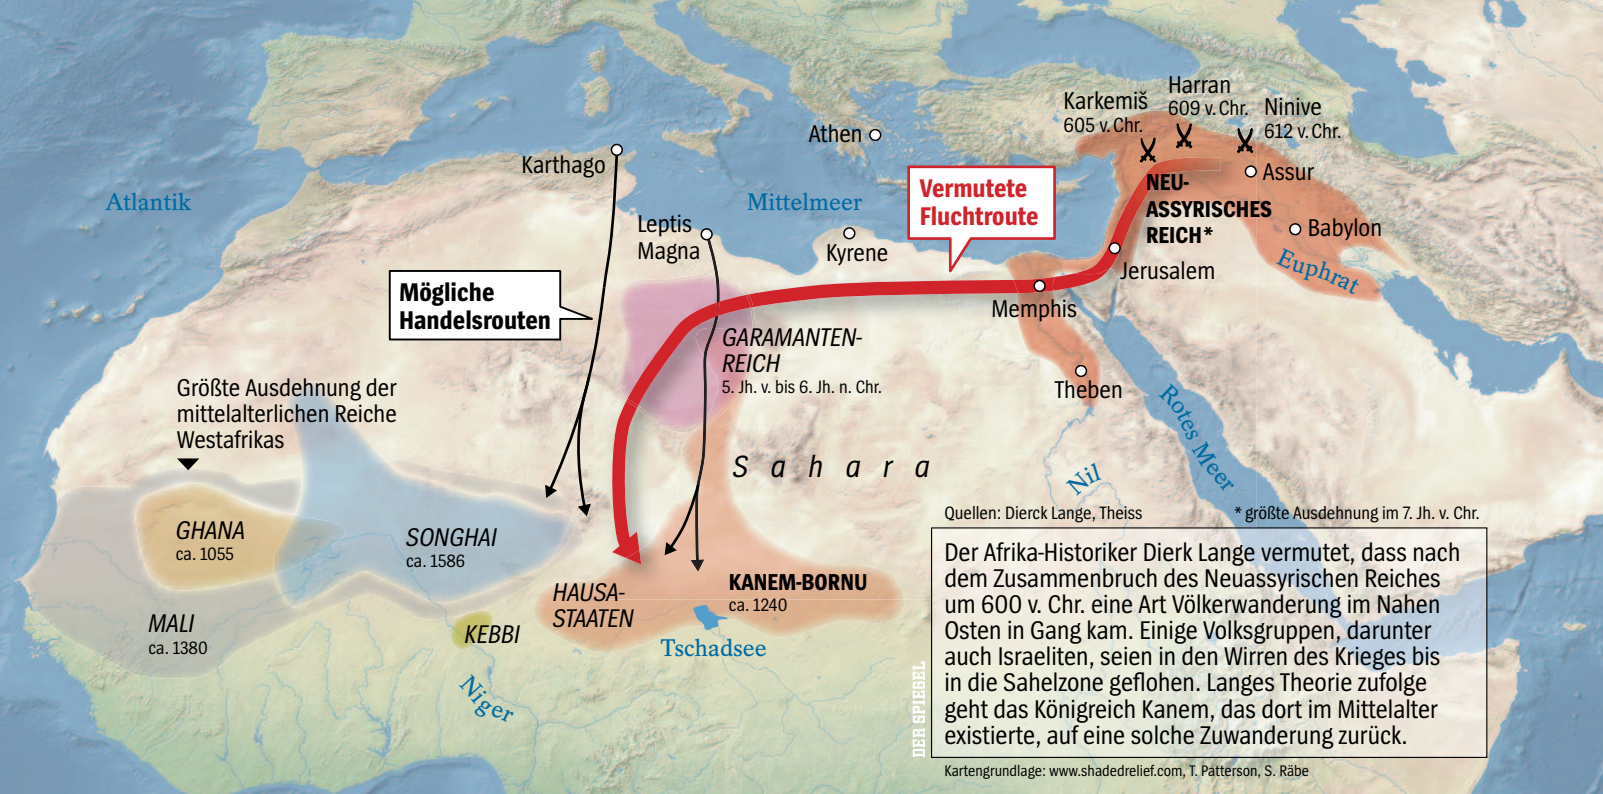 Harran
609 v. Chr.
Karkemiš
605 v. Chr.
Ninive
612 v. Chr.
Athen
Karthago
Assur
Atlantik
Mittelmeer
Vermutete
Fluchtroute
NEU-
ASSYRISCHES
REICH*
Leptis
Magna
Kyrene
Babylon
Euphrat
Jerusalem
Mögliche
Handelsrouten
Memphis
GARAMANTEN-
REICH
5. Jh. v. bis 6. Jh. n. Chr.
Theben
Größte Ausdehnung der
mittelalterlichen Reiche
Westafrikas
Rotes Meer
Sahara
Nil
GHANA
ca. 1055
SONGHAI
ca. 1586
MALI
ca. 1380
KEBBI
HAUSA-
STAATEN
KANEM-BORNU
ca. 1240
Tschadsee
Niger
Quellen: Dierck Lange, Theiss
* größte Ausdehnung im 7. Jh. v. Chr.
Der Afrika-Historiker Dierk Lange vermutet, dass nach
dem Zusammenbruch des Neuassyrischen Reiches
um 600 v. Chr. eine Art Völkerwanderung im Nahen
Osten in Gang kam. Einige Volksgruppen, darunter
auch Israeliten, seien in den Wirren des Krieges bis
in die Sahelzone geflohen. Langes Theorie zufolge
geht das Königreich Kanem, das dort im Mittelalter
existierte, auf eine solche Zuwanderung zurück.
DER SPIEGEL
Kartengrundlage: www.shadedrelief.com, T. Patterson, S. Räbe